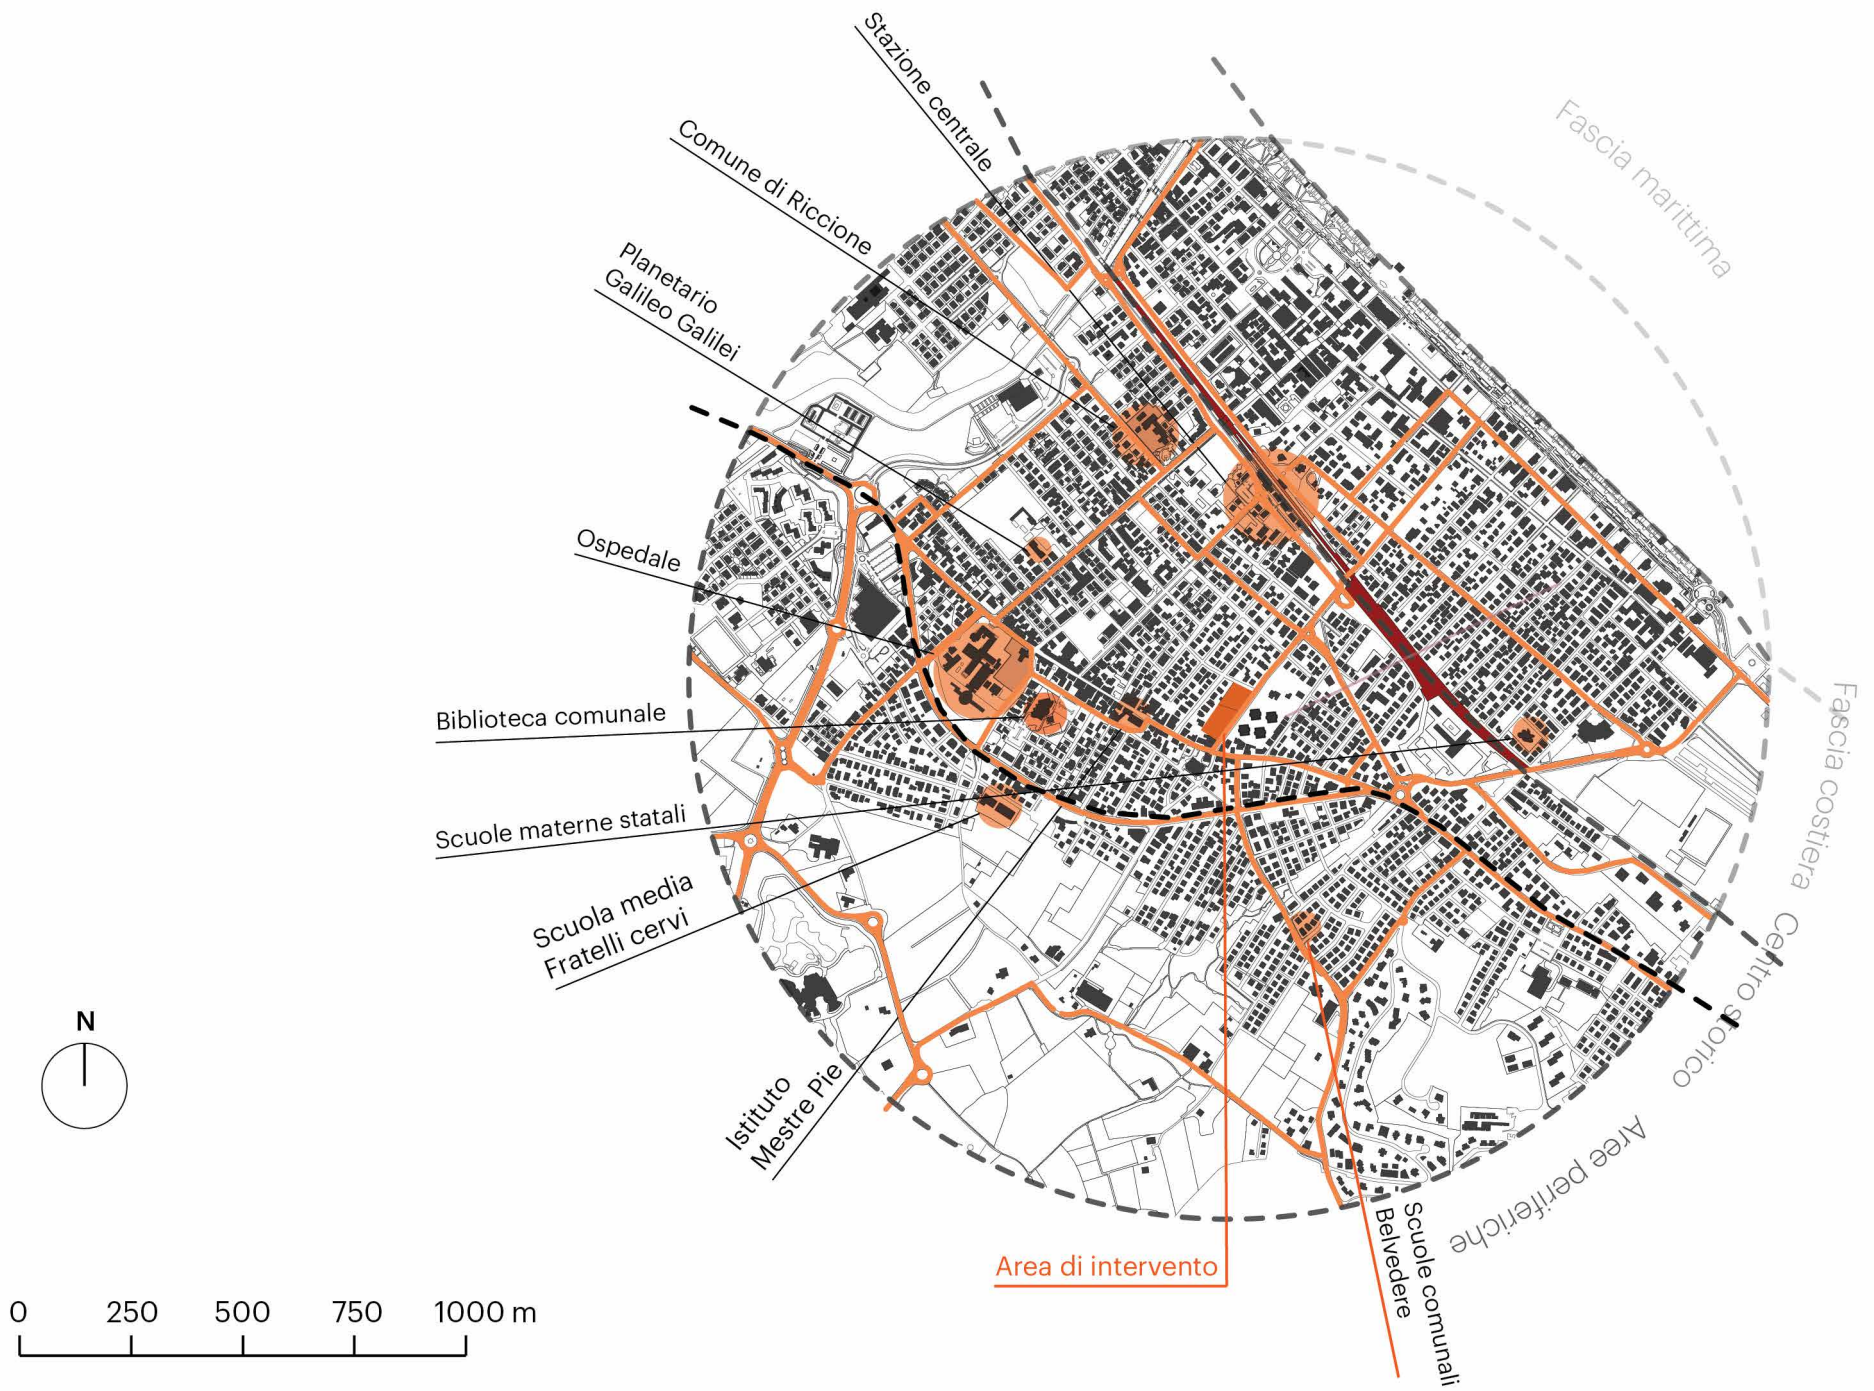 Stazione centrale
Comune di Riccione
Planetario
Galileo Galilei
Ospedale
Biblioteca comunale
Scuole materne statali
Scuola media
Fratelli cervi
Istituto
Mestre Pie
Area di intervento
Scuole comunali
Belvedere
Fascia marittima
Fascia costiera
Centro storico
Aree periferiche
N
0 250 500 750 1000 m